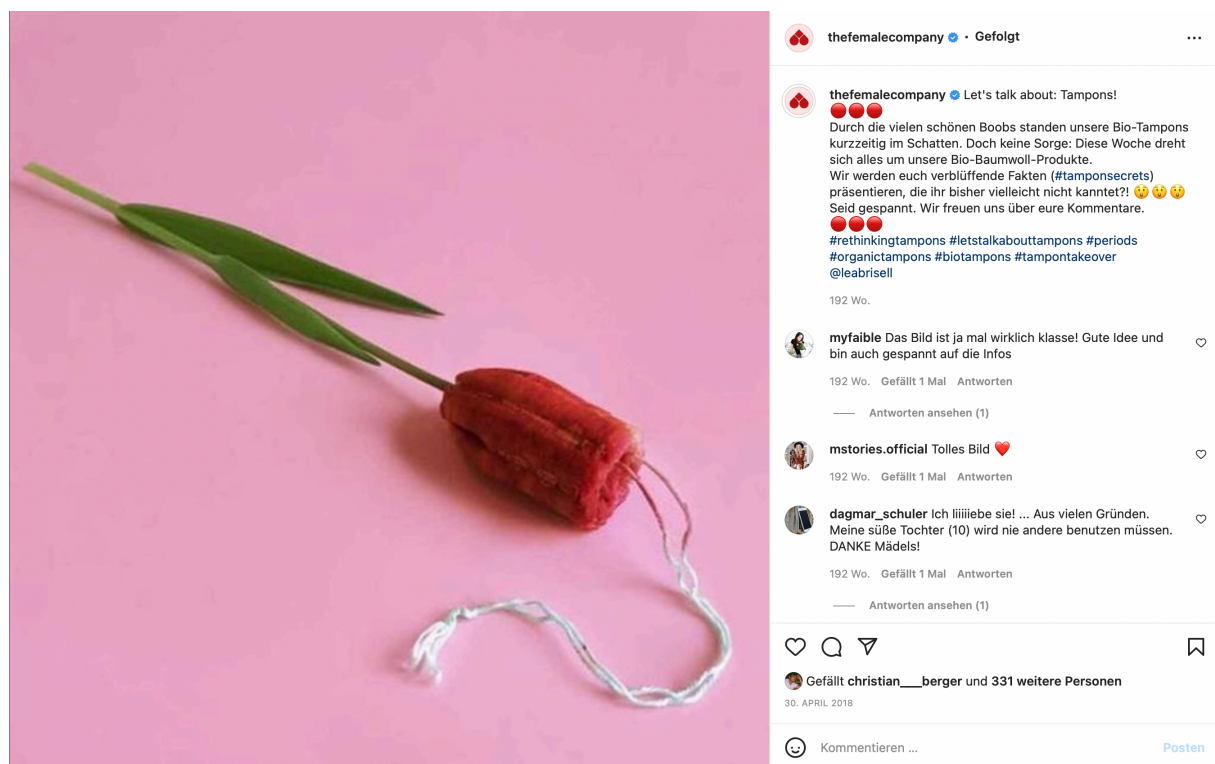 thefemalecompany • Gefolgt
thefemalecompany Let's talk about: Tampons!
🔴🔴🔴
Durch die vielen schönen Boobs standen unsere Bio-Tampons
kurzzeitig im Schatten. Doch keine Sorge: Diese Woche dreht
sich alles um unsere Bio-Baumwoll-Produkte.
Wir werden euch verblüffende Fakten (#tamponsecrets)
präsentieren, die ihr bisher vielleicht nicht kanntet?! 😲😲😲
Seid gespannt. Wir freuen uns über eure Kommentare.
🔴🔴🔴
#rethinkingtampons #letstalkabouttampons #periods
#organictampons #biotampons #tampontakeover
@leabrisell
192 Wo.
myfaible Das Bild ist ja mal wirklich klasse! Gute Idee und
bin auch gespannt auf die Infos
192 Wo. Gefällt 1 Mal Antworten
Antworten ansehen (1)
mstories.official Tolles Bild ❤️
192 Wo. Gefällt 1 Mal Antworten
dagmar_schuler Ich liiiiiebe sie! ... Aus vielen Gründen.
Meine süße Tochter (10) wird nie andere benutzen müssen.
DANKE Mädels!
192 Wo. Gefällt 1 Mal Antworten
Antworten ansehen (1)
Gefällt christian___berger und 331 weitere Personen
30. APRIL 2018
Kommentieren ... Posten